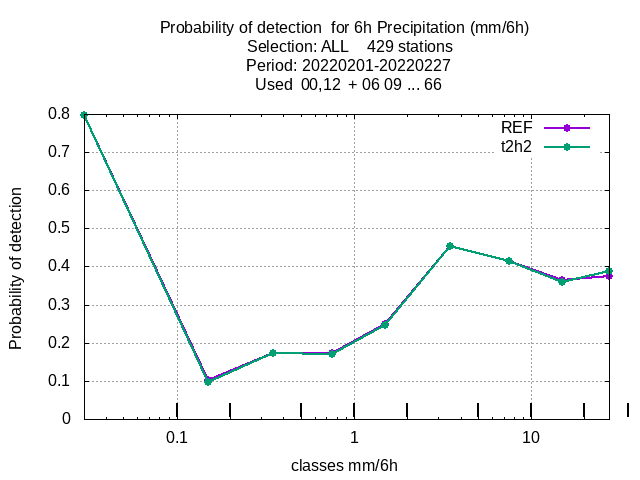 Probability of detection  for 6h Precipitation (mm/6h)
Selection: ALL    429 stations
Period: 20220201-20220227
Used  00,12  + 06 09 ... 66
REF
t2h2
0.8
0.7
0.6
0.5
0.4
0.3
0.2
0.1
0
Probability of detection
0.1 1 10
classes mm/6h